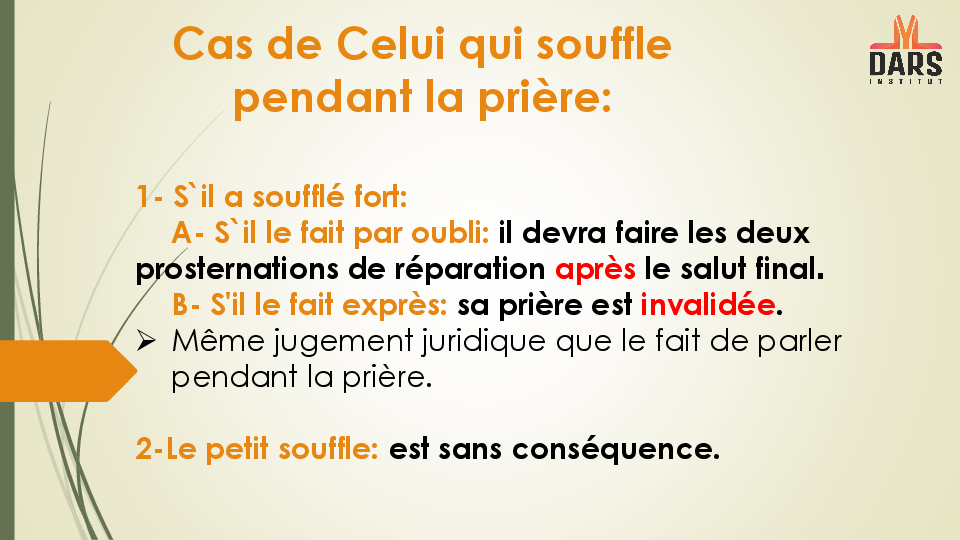 Cas de Celui qui souffle
pendant la prière:
DARS
INSTITUT
1- S`il a soufflé fort:
A- S`il le fait par oubli: il devra faire les deux
prosternations de réparation après le salut final.
B- S'il le fait exprès: sa prière est invalidée.
➢ Même jugement juridique que le fait de parler
pendant la prière.
2-Le petit souffle: est sans conséquence.